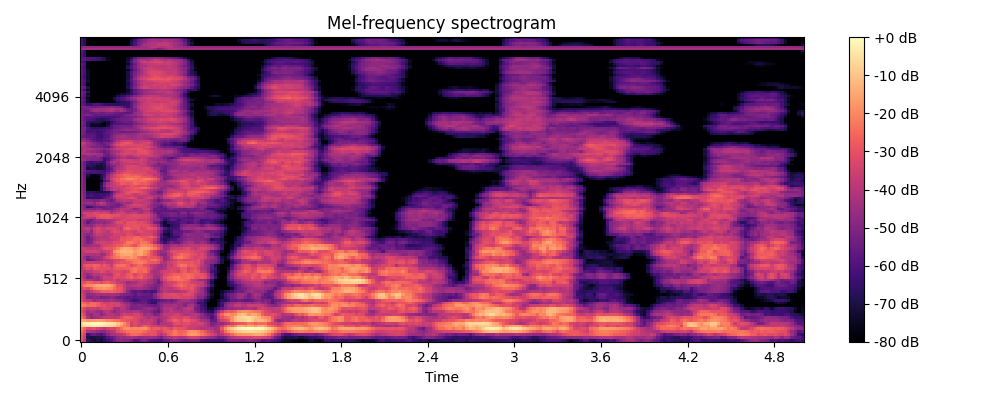 Mel-frequency spectrogram
+0 dB
-10 dB
4096
-20 dB
-30 dB
2048
Hz
-40 dB
1024
-50 dB
-60 dB
512
-70 dB
0
-80 dB
0 0.6 1.2 1.8 2.4 3 3.6 4.2 4.8
Time